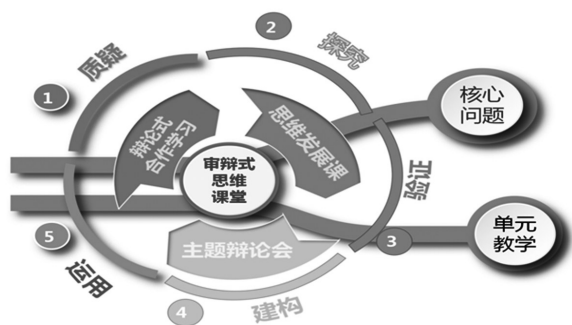 1
质疑
2
探究
核心
问题
辩论式
合作学习
思维发展课
审辩式
思维
课堂
验证
3
单元
教学
主题辩论会
5
运用
4
建构